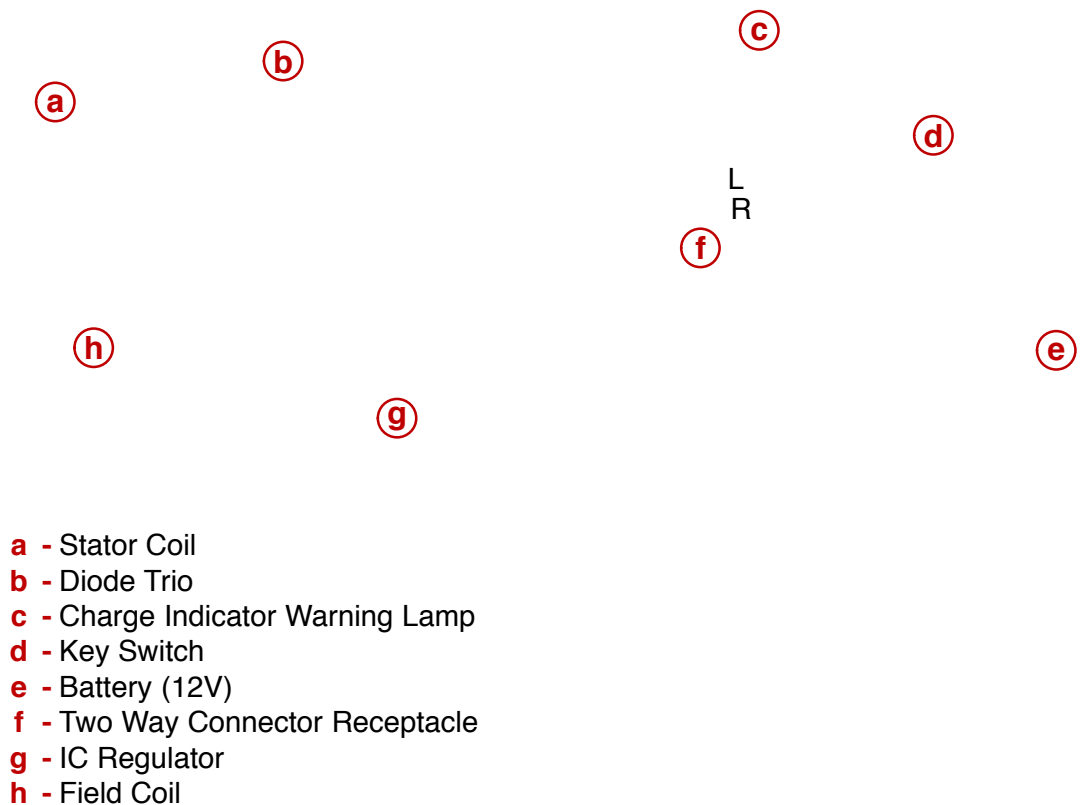 c
b
a
d
L
R
f
h
e
g
a - Stator Coil
b - Diode Trio
c - Charge Indicator Warning Lamp
d - Key Switch
e - Battery (12V)
f - Two Way Connector Receptacle
g - IC Regulator
h - Field Coil